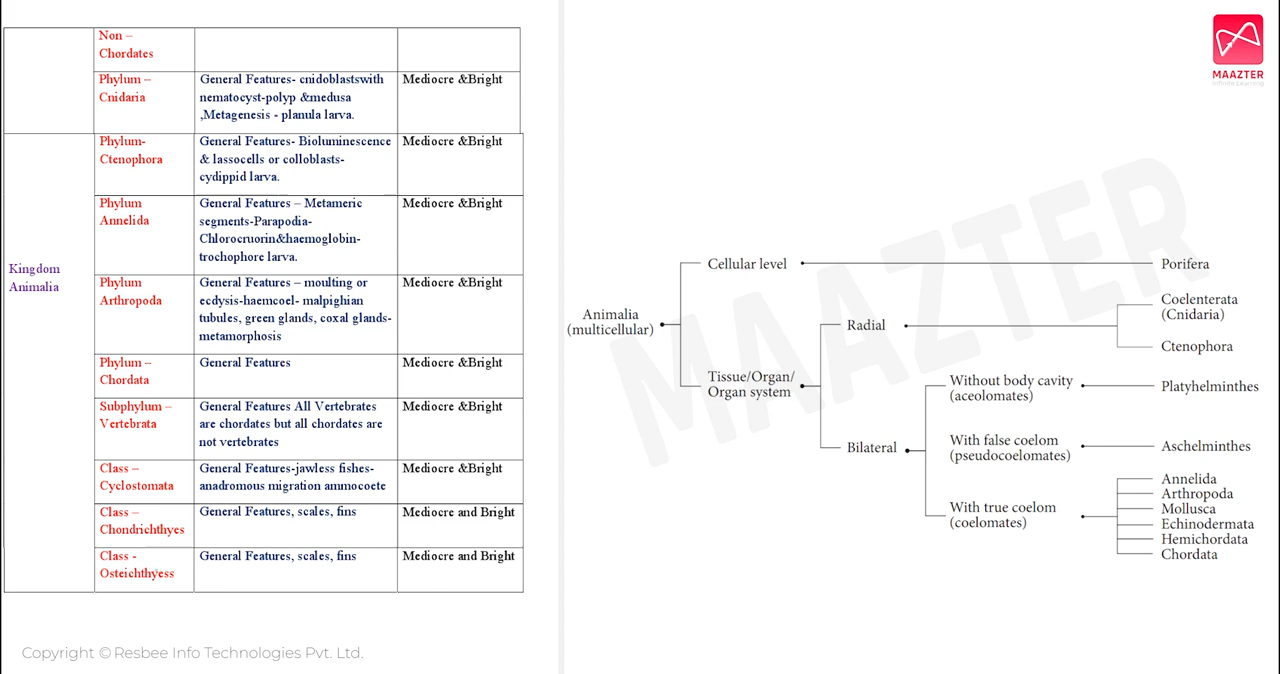 Non –
Chordates
Phylum –
Cnidaria
General Features- cnidoblastswith
nematocyst-polyp &medusa
,Metagenesis - planula larva.
Mediocre &Bright
Kingdom
Animalia
Phylum-
Ctenophora
General Features- Bioluminescence
& lassocells or colloblasts-
cydippid larva.
Mediocre &Bright
Phylum
Annelida
General Features – Metameric
segments-Parapodia-
Chlorocruorin&haemoglobin-
trochophore larva.
Mediocre &Bright
Phylum
Arthropoda
General Features – moulting or
ecdysis-haemcoel- malpighian
tubules, green glands, coxal glands-
metamorphosis
Mediocre &Bright
Phylum –
Chordata
General Features
Mediocre &Bright
Subphylum –
Vertebrata
General Features All Vertebrates
are chordates but all chordates are
not vertebrates
Mediocre &Bright
Class –
Cyclostomata
General Features-jawless fishes-
anadromous migration ammocoete
Mediocre &Bright
Class –
Chondrichthyes
General Features, scales, fins
Mediocre and Bright
Class -
Osteichthyess
General Features, scales, fins
Mediocre and Bright
Copyright © Resbee Info Technologies Pvt. Ltd.
MAAZTER
Infinite Learning
MAAZTER
Animalia
(multicellular)
Cellular level
Porifera
Tissue/Organ/
Organ system
Radial
Coelenterata
(Cnidaria)
Ctenophora
Bilateral
Without body cavity
(aceolomates)
Platyhelminthes
With false coelom
(pseudocoelomates)
Aschelminthes
With true coelom
(coelomates)
Annelida
Arthropoda
Mollusca
Echinodermata
Hemichordata
Chordata